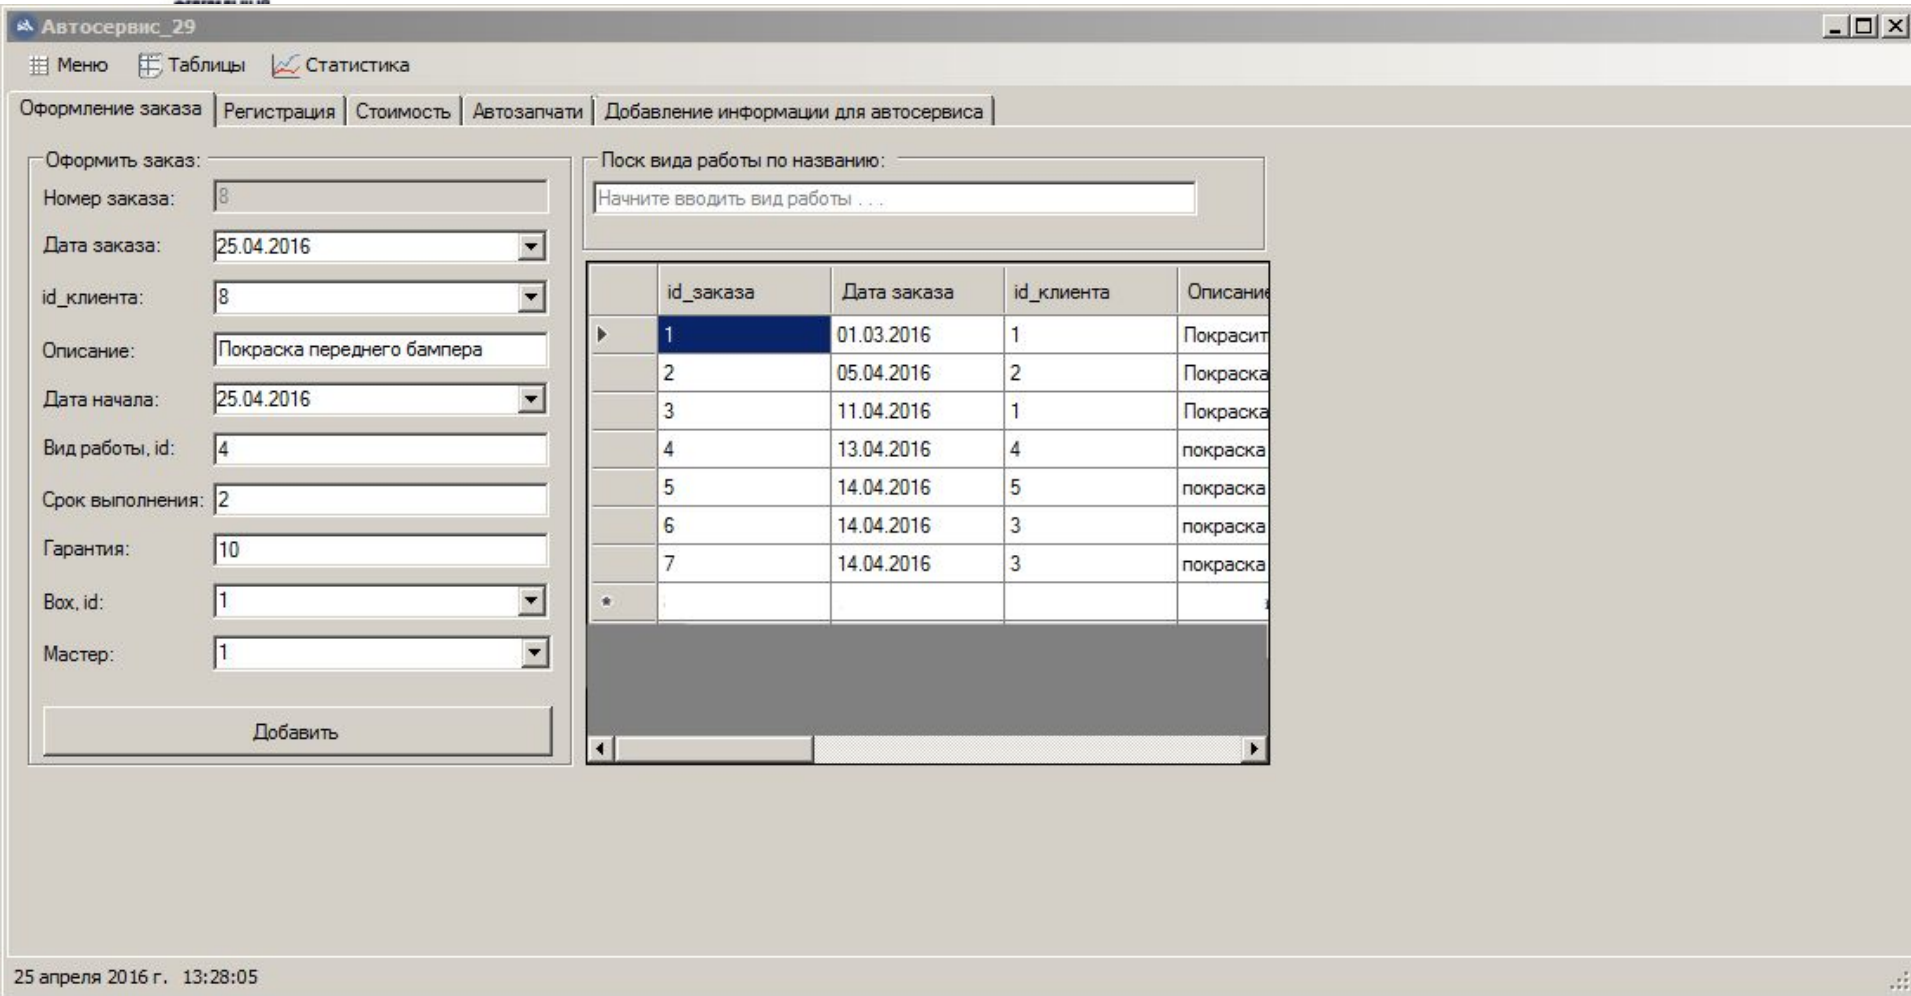 Автосервис_29
Меню Таблицы Статистика
Оформление заказа Регистрация Стоимость Автозапчати Добавление информации для автосервиса
Оформить заказ:
Номер заказа: 8
Дата заказа: 25.04.2016
id_клиента: 8
Описание: Покраска переднего бампера
Дата начала: 25.04.2016
Вид работы, id: 4
Срок выполнения: 2
Гарантия: 10
Box, id: 1
Мастер: 1
Добавить
Поск вида работы по названию:
Начните вводить вид работы . . .
id_заказа Дата заказа id_клиента Описание
1 01.03.2016 1 Покрасит
2 05.04.2016 2 Покраска
3 11.04.2016 1 Покраска
4 13.04.2016 4 покраска
5 14.04.2016 5 покраска
6 14.04.2016 3 покраска
7 14.04.2016 3 покраска
*
25 апреля 2016 г. 13:28:05